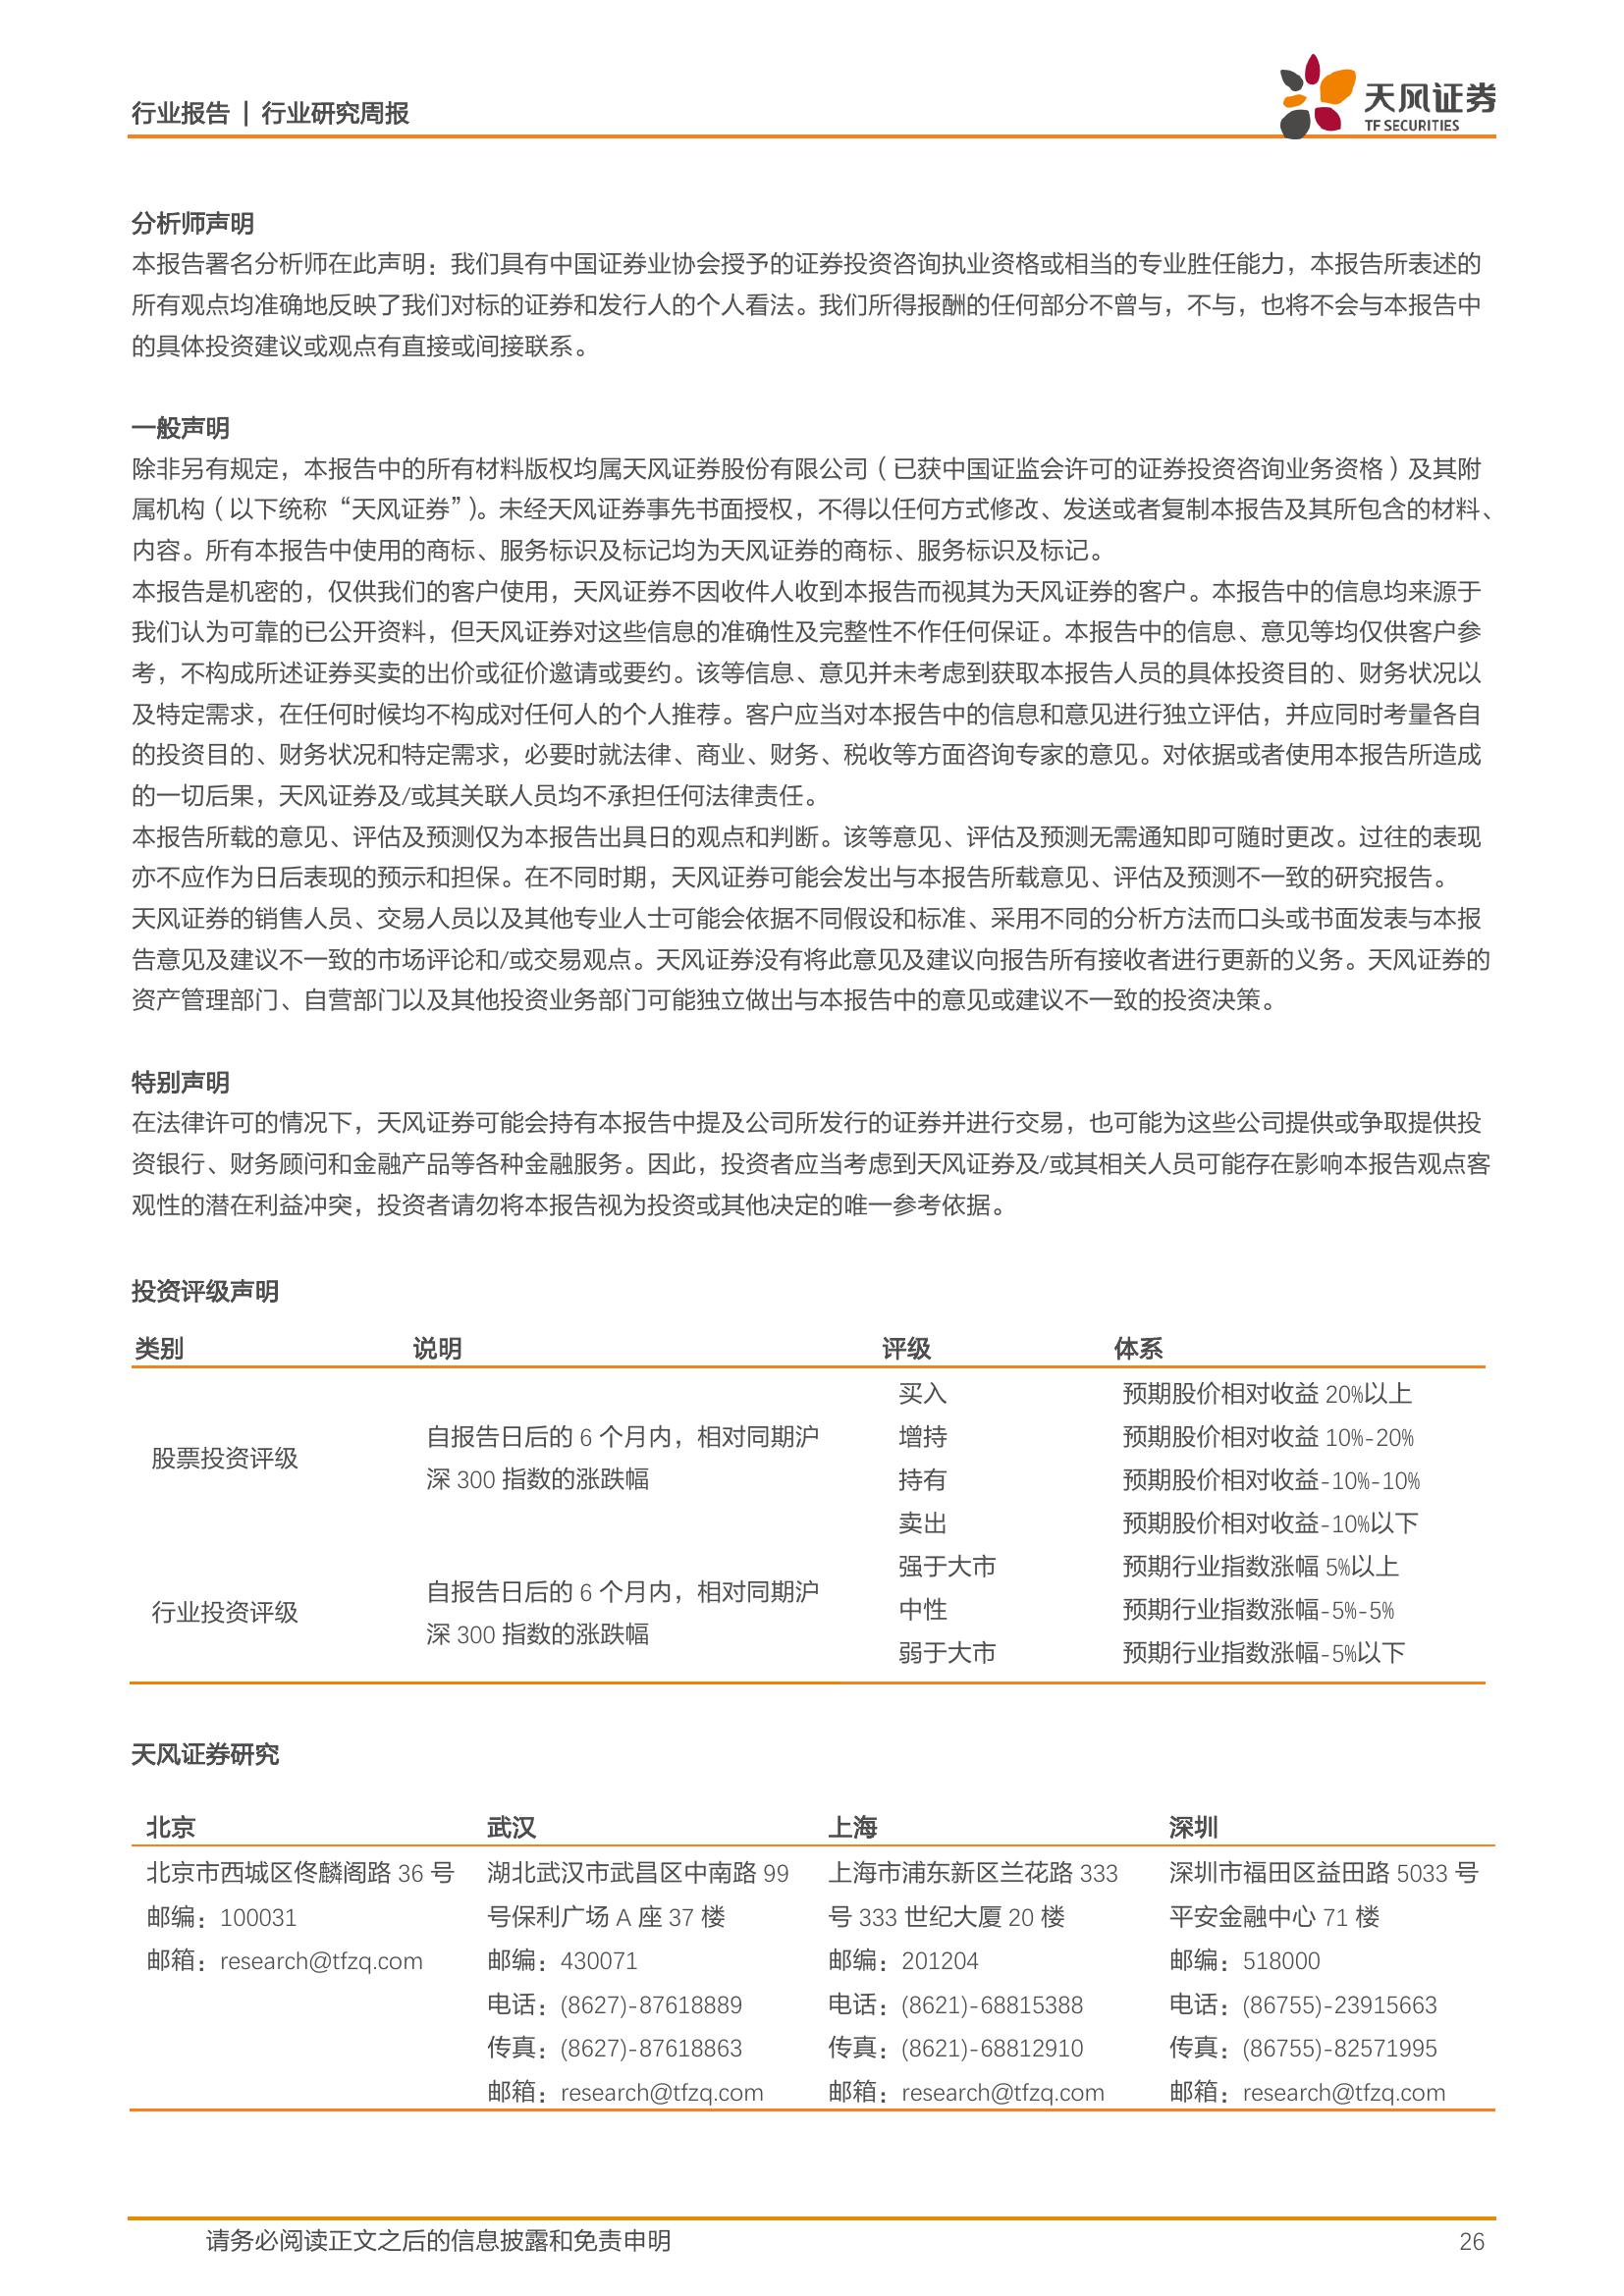 行业报告 | 行业研究周报
天风证券
TF SECURITIES
分析师声明
本报告署名分析师在此声明：我们具有中国证券业协会授予的证券投资咨询执业资格或相当的专业胜任能力，本报告所表述的
所有观点均准确地反映了我们对标的证券和发行人的个人看法。我们所得报酬的任何部分不曾与，不与，也将不会与本报告中
的具体投资建议或观点有直接或间接联系。
一般声明
除非另有规定，本报告中的所有材料版权均属天风证券股份有限公司（已获中国证监会许可的证券投资咨询业务资格）及其附
属机构（以下统称“天风证券”）。未经天风证券事先书面授权，不得以任何方式修改、发送或者复制本报告及其所包含的材料、
内容。所有本报告中使用的商标、服务标识及标记均为天风证券的商标、服务标识及标记。
本报告是机密的，仅供我们的客户使用，天风证券不因收件人收到本报告而视其为天风证券的客户。本报告中的信息均来源于
我们认为可靠的已公开资料，但天风证券对这些信息的准确性及完整性不作任何保证。本报告中的信息、意见等均仅供客户参
考，不构成所述证券买卖的出价或征价邀请或要约。该等信息、意见并未考虑到获取本报告人员的具体投资目的、财务状况以
及特定需求，在任何时候均不构成对任何人的个人推荐。客户应当对本报告中的信息和意见进行独立评估，并应同时考量各自
的投资目的、财务状况和特定需求，必要时就法律、商业、财务、税收等方面咨询专家的意见。对依据或者使用本报告所造成
的一切后果，天风证券及/或其关联人员均不承担任何法律责任。
本报告所载的意见、评估及预测仅为本报告出具日的观点和判断。该等意见、评估及预测无需通知即可随时更改。过往的表现
亦不应作为日后表现的预示和担保。在不同时期，天风证券可能会发出与本报告所载意见、评估及预测不一致的研究报告。
天风证券的销售人员、交易人员以及其他专业人士可能会依据不同假设和标准、采用不同的分析方法而口头或书面发表与本报
告意见及建议不一致的市场评论和/或交易观点。天风证券没有将此意见及建议向报告所有接收者进行更新的义务。天风证券的
资产管理部门、自营部门以及其他投资业务部门可能独立做出与本报告中的意见或建议不一致的投资决策。
特别声明
在法律许可的情况下，天风证券可能会持有本报告中提及公司所发行的证券并进行交易，也可能为这些公司提供或争取提供投
资银行、财务顾问和金融产品等各种金融服务。因此，投资者应当考虑到天风证券及/或其相关人员可能存在影响本报告观点客
观性的潜在利益冲突，投资者请勿将本报告视为投资或其他决定的唯一参考依据。
投资评级声明
类别 说明 评级 体系
股票投资评级
自报告日后的 6 个月内，相对同期沪
深 300 指数的涨跌幅
买入 预期股价相对收益 20%以上
增持 预期股价相对收益 10%-20%
持有 预期股价相对收益-10%-10%
卖出 预期股价相对收益-10%以下
行业投资评级
自报告日后的 6 个月内，相对同期沪
深 300 指数的涨跌幅
强于大市 预期行业指数涨幅 5%以上
中性 预期行业指数涨幅-5%-5%
弱于大市 预期行业指数涨幅-5%以下
天风证券研究
北京 武汉 上海 深圳
北京市西城区佟麟阁路 36 号
邮编：100031
邮箱：research@tfzq.com
湖北武汉市武昌区中南路 99
号保利广场 A 座 37 楼
邮编：430071
电话：(8627)-87618889
传真：(8627)-87618863
邮箱：research@tfzq.com
上海市浦东新区兰花路 333
号 333 世纪大厦 20 楼
邮编：201204
电话：(8621)-68815388
传真：(8621)-68812910
邮箱：research@tfzq.com
深圳市福田区益田路 5033 号
平安金融中心 71 楼
邮编：518000
电话：(86755)-23915663
传真：(86755)-82571995
邮箱：research@tfzq.com
请务必阅读正文之后的信息披露和免责申明 26